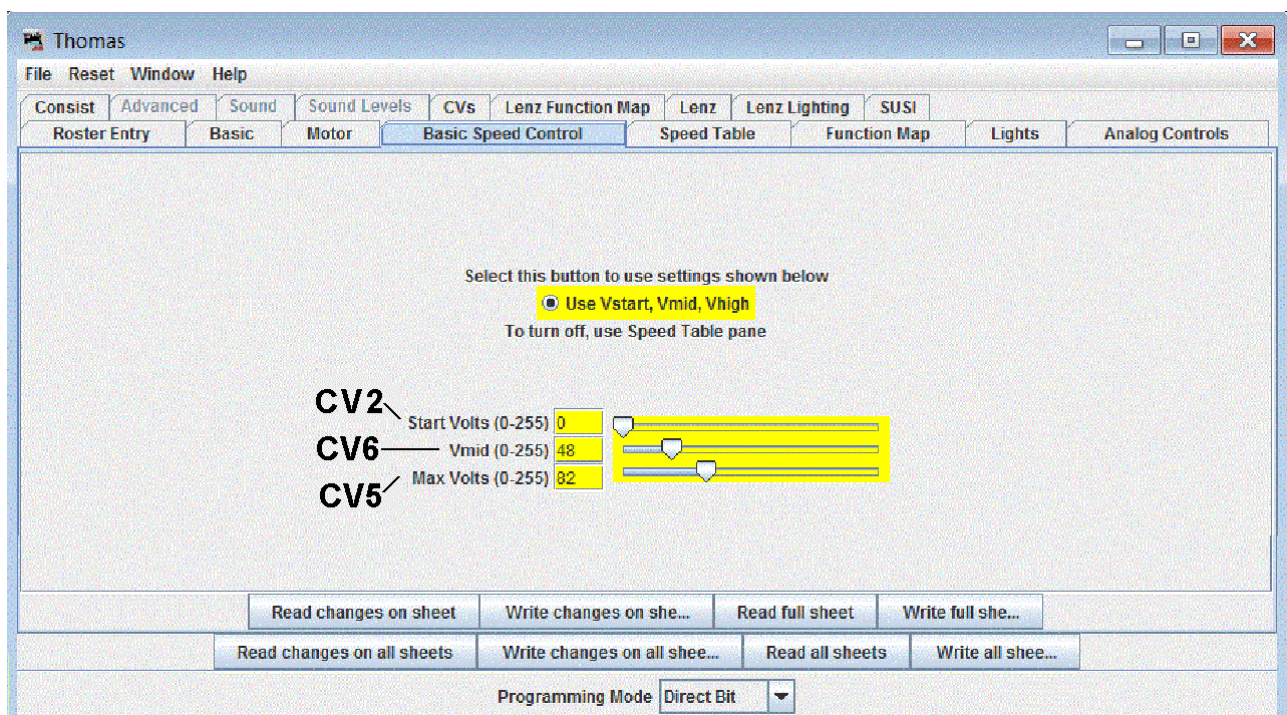 Thomas
File Reset Window Help
Consist Advanced Sound Sound Levels CVs Lenz Function Map Lenz Lenz Lighting SUSI
Roster Entry Basic Motor Basic Speed Control Speed Table Function Map Lights Analog Controls
Select this button to use settings shown below
Use Vstart, Vmid, Vhigh
To turn off, use Speed Table pane
CV2 Start Volts (0-255) 0
CV6 Vmid (0-255) 48
CV5 Max Volts (0-255) 82
Read changes on sheet Write changes on she... Read full sheet Write full she...
Read changes on all sheets Write changes on all shee... Read all sheets Write all shee...
Programming Mode Direct Bit